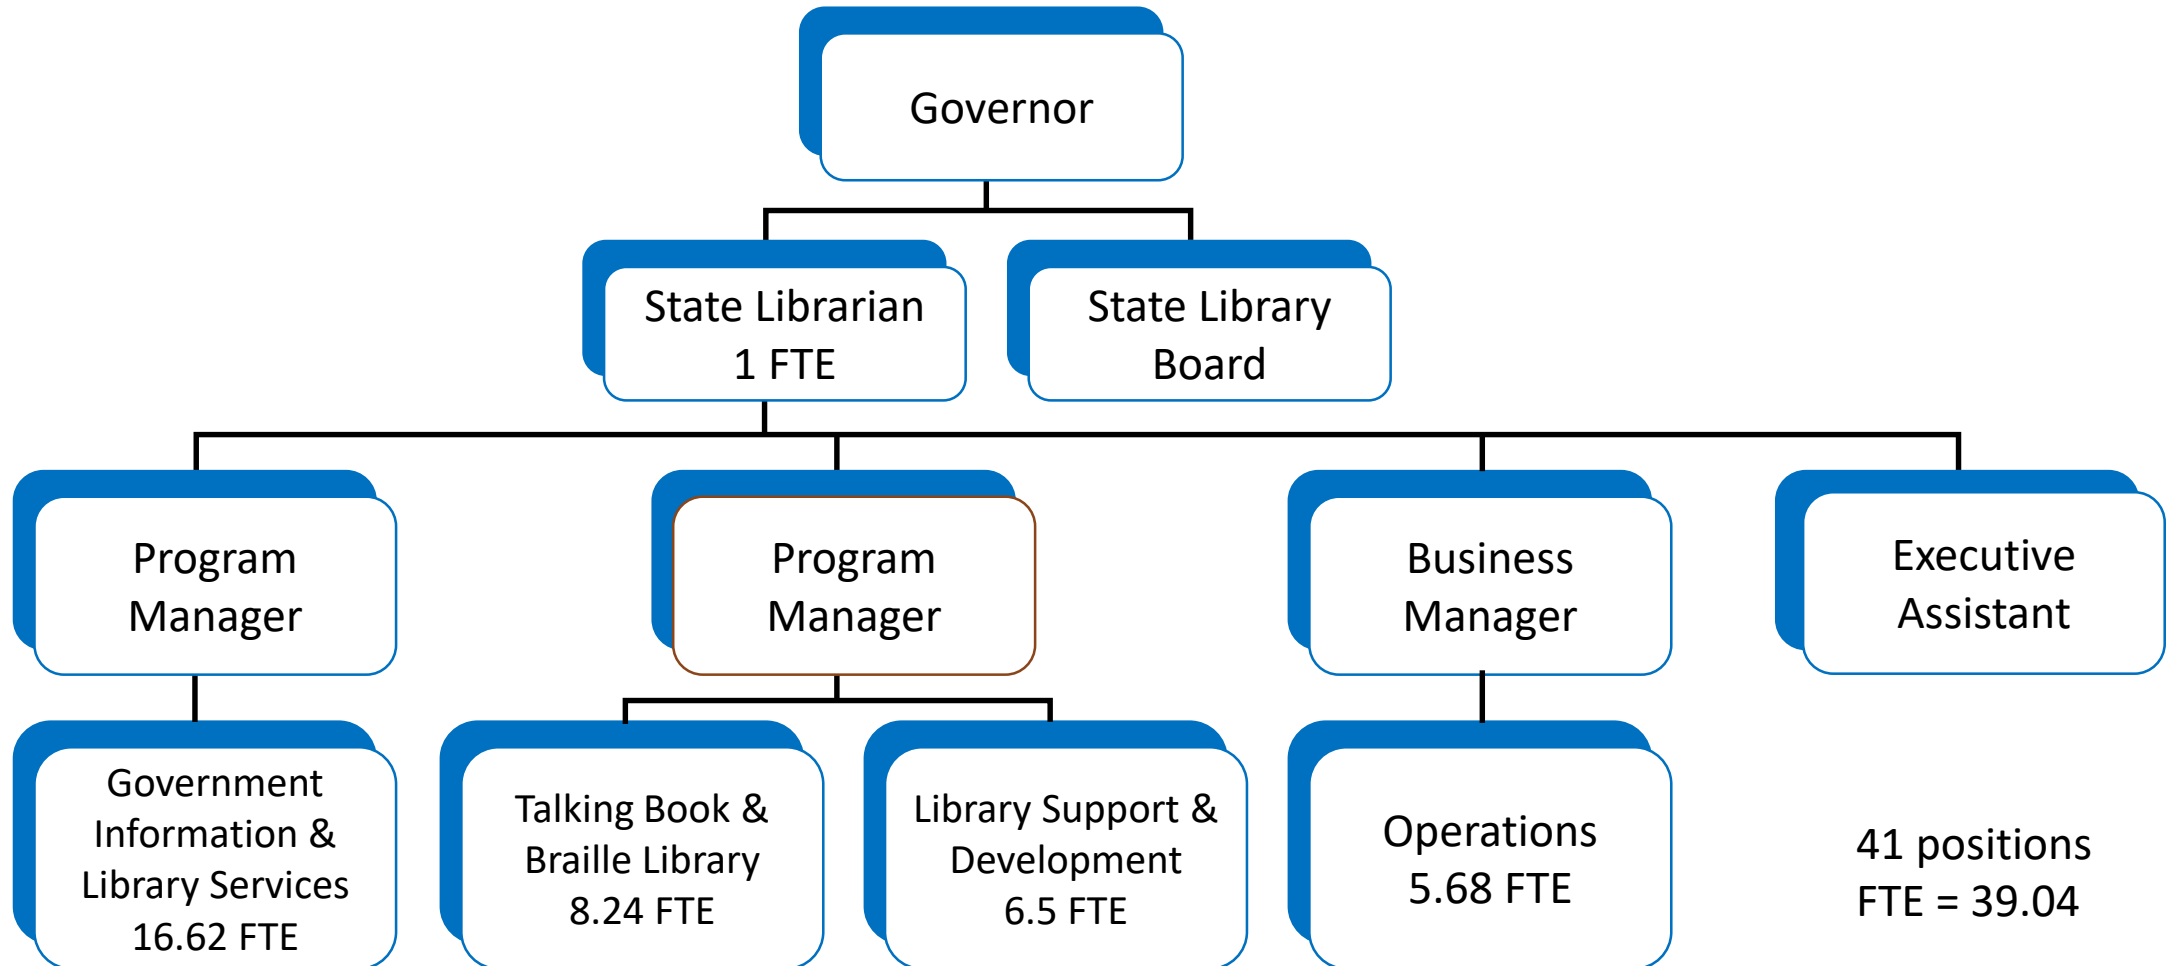 Governor
State Librarian
1 FTE
State Library
Board
Program
Manager
Program
Manager
Business
Manager
Executive
Assistant
Government
Information &
Library Services
16.62 FTE
Talking Book &
Braille Library
8.24 FTE
Library Support &
Development
6.5 FTE
Operations
5.68 FTE
41 positions
FTE = 39.04